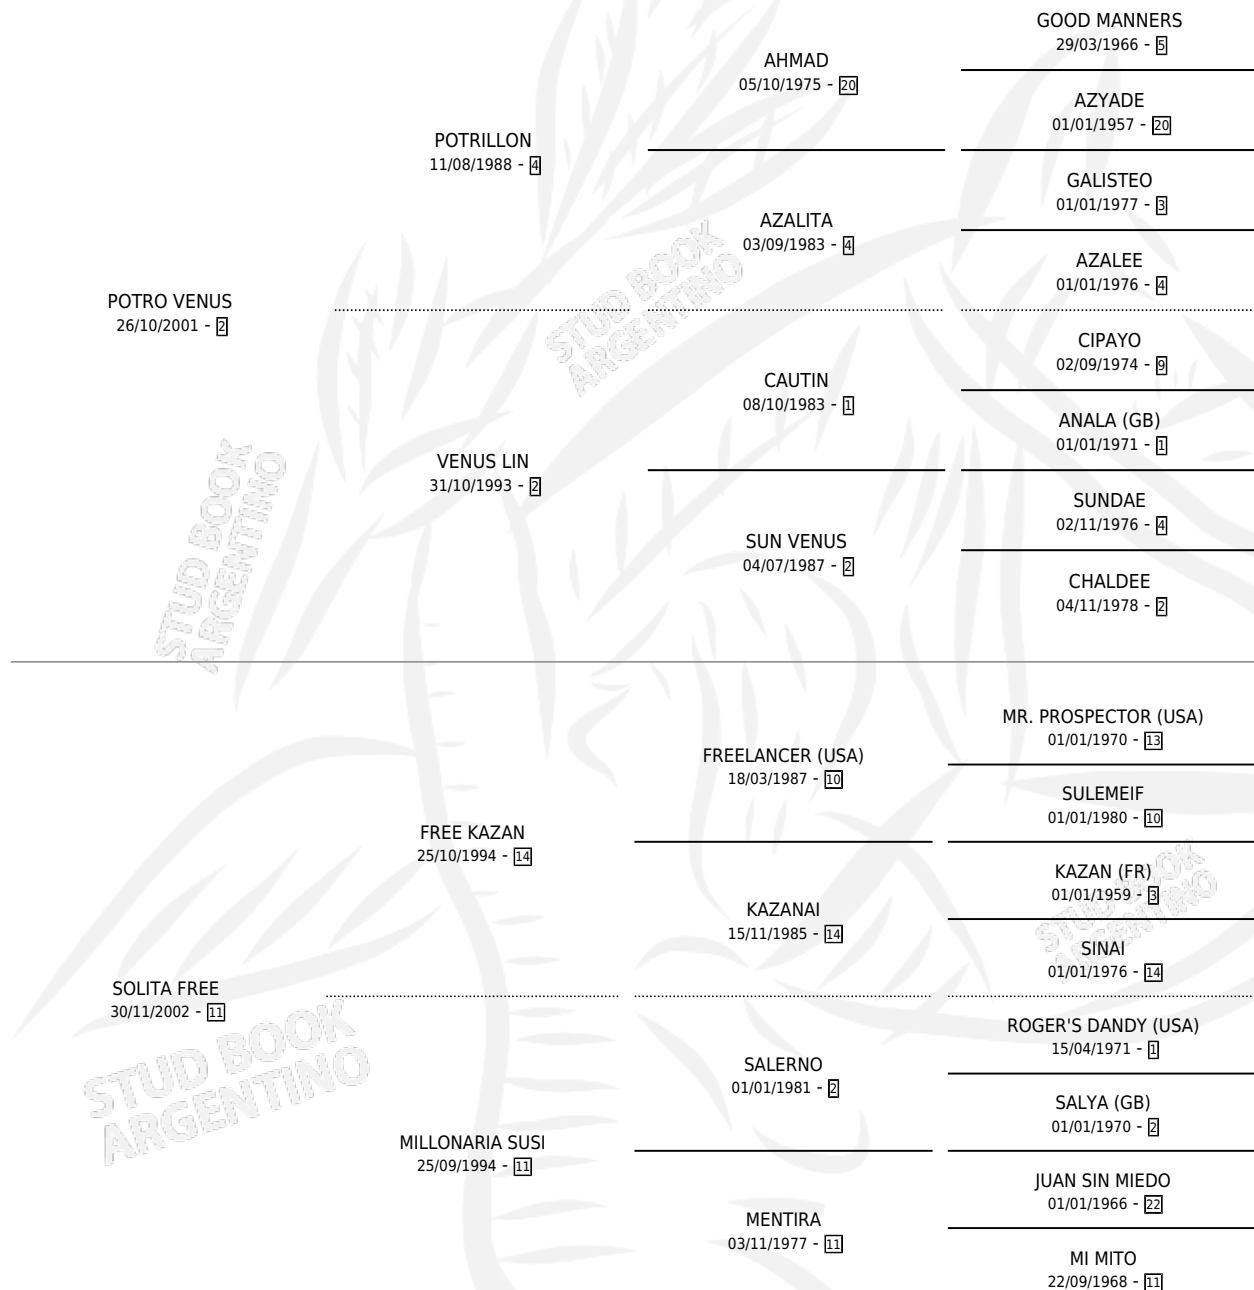 GOOD MANNERS
29/03/1966 - 5
AHMAD
05/10/1975 - 20
AZYADE
01/01/1957 - 20
POTRILLON
11/08/1988 - 4
GALISTEO
01/01/1977 - 3
AZALITA
03/09/1983 - 4
AZALEE
01/01/1976 - 4
POTRO VENUS
26/10/2001 - 2
CIPAYO
02/09/1974 - 9
CAUTIN
08/10/1983 - 1
ANALA (GB)
01/01/1971 - 1
VENUS LIN
31/10/1993 - 2
SUNDAE
02/11/1976 - 4
SUN VENUS
04/07/1987 - 2
CHALDEE
04/11/1978 - 2
STUD BOOK
ARGENTINO
STUD BOOK
ARGENTINO
MR. PROSPECTOR (USA)
01/01/1970 - 13
FREELANCER (USA)
18/03/1987 - 10
SULEMEIF
01/01/1980 - 10
FREE KAZAN
25/10/1994 - 14
KAZAN (FR)
01/01/1959 - 3
KAZANAI
15/11/1985 - 14
SINAI
01/01/1976 - 14
STUD BOOK
ARGENTINO
SOLITA FREE
30/11/2002 - 11
ROGER'S DANDY (USA)
15/04/1971 - 1
SALERNO
01/01/1981 - 2
SALYA (GB)
01/01/1970 - 2
STUD BOOK
ARGENTINO
MILLONARIA SUSI
25/09/1994 - 11
JUAN SIN MIEDO
01/01/1966 - 22
MENTIRA
03/11/1977 - 11
MI MITO
22/09/1968 - 11